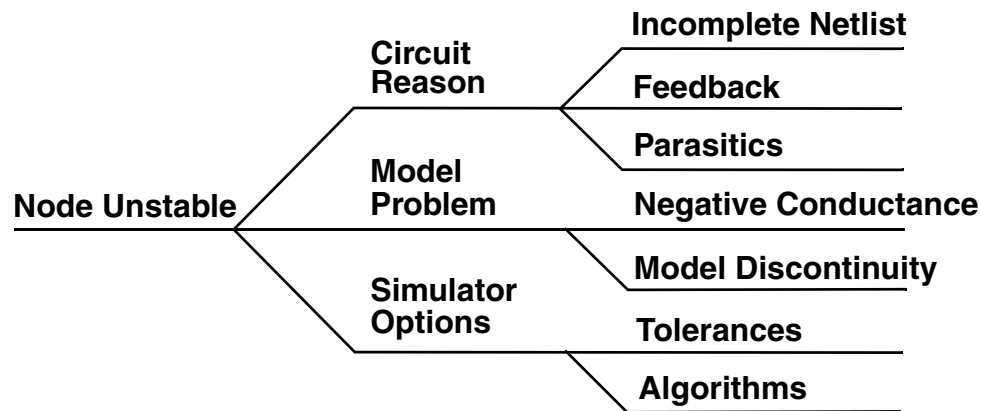 Node Unstable
Circuit
Reason
Incomplete Netlist
Feedback
Parasitics
Model
Problem
Negative Conductance
Model Discontinuity
Simulator
Options
Tolerances
Algorithms